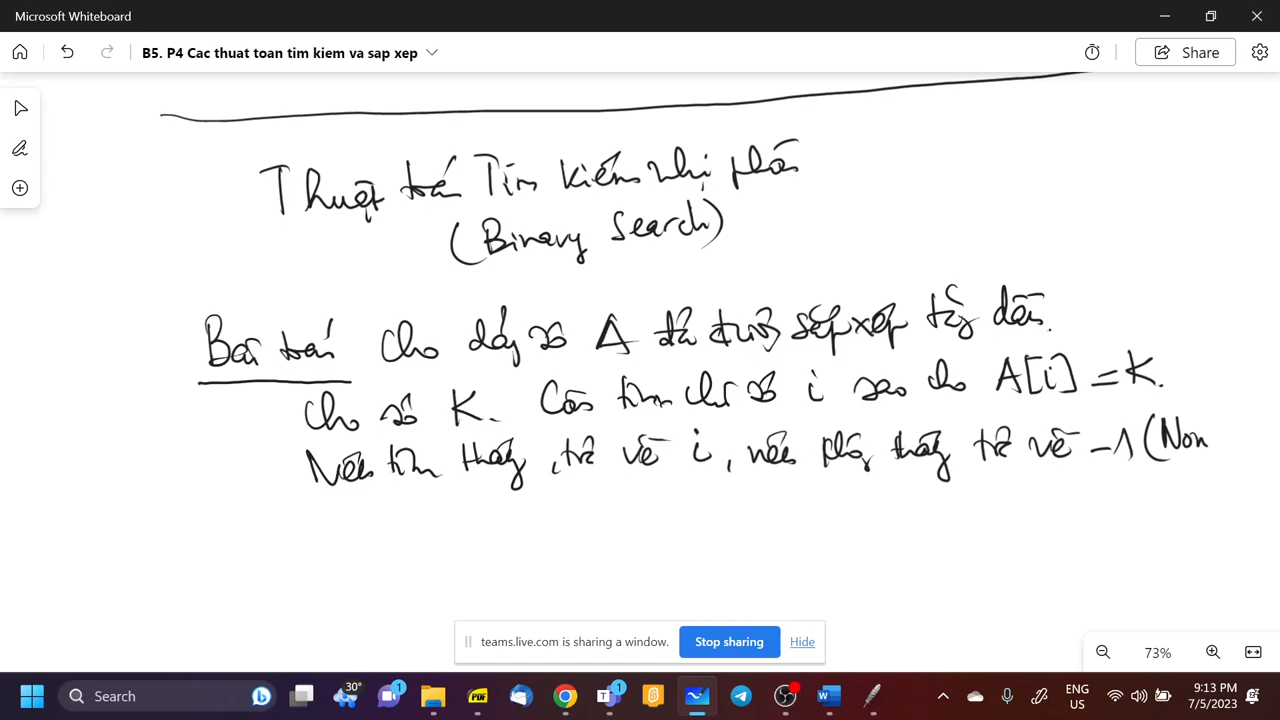 Microsoft Whiteboard
B5. P4 Cac thuat toan tim kiem va sap xep
Share
Thuật toán Tìm kiếm nhị phân
(Binary Search)
Bài toán Cho dãy số A đã được sắp xếp tăng dần.
Cho số K. Cần tìm chỉ số i sao cho A[i] = K.
Nếu tìm thấy, trả về i, nếu không thấy trả về -1 (Non
teams.live.com is sharing a window.
Stop sharing
Hide
73%
Search
30°
1
1
ENG
US
9:13 PM
7/5/2023